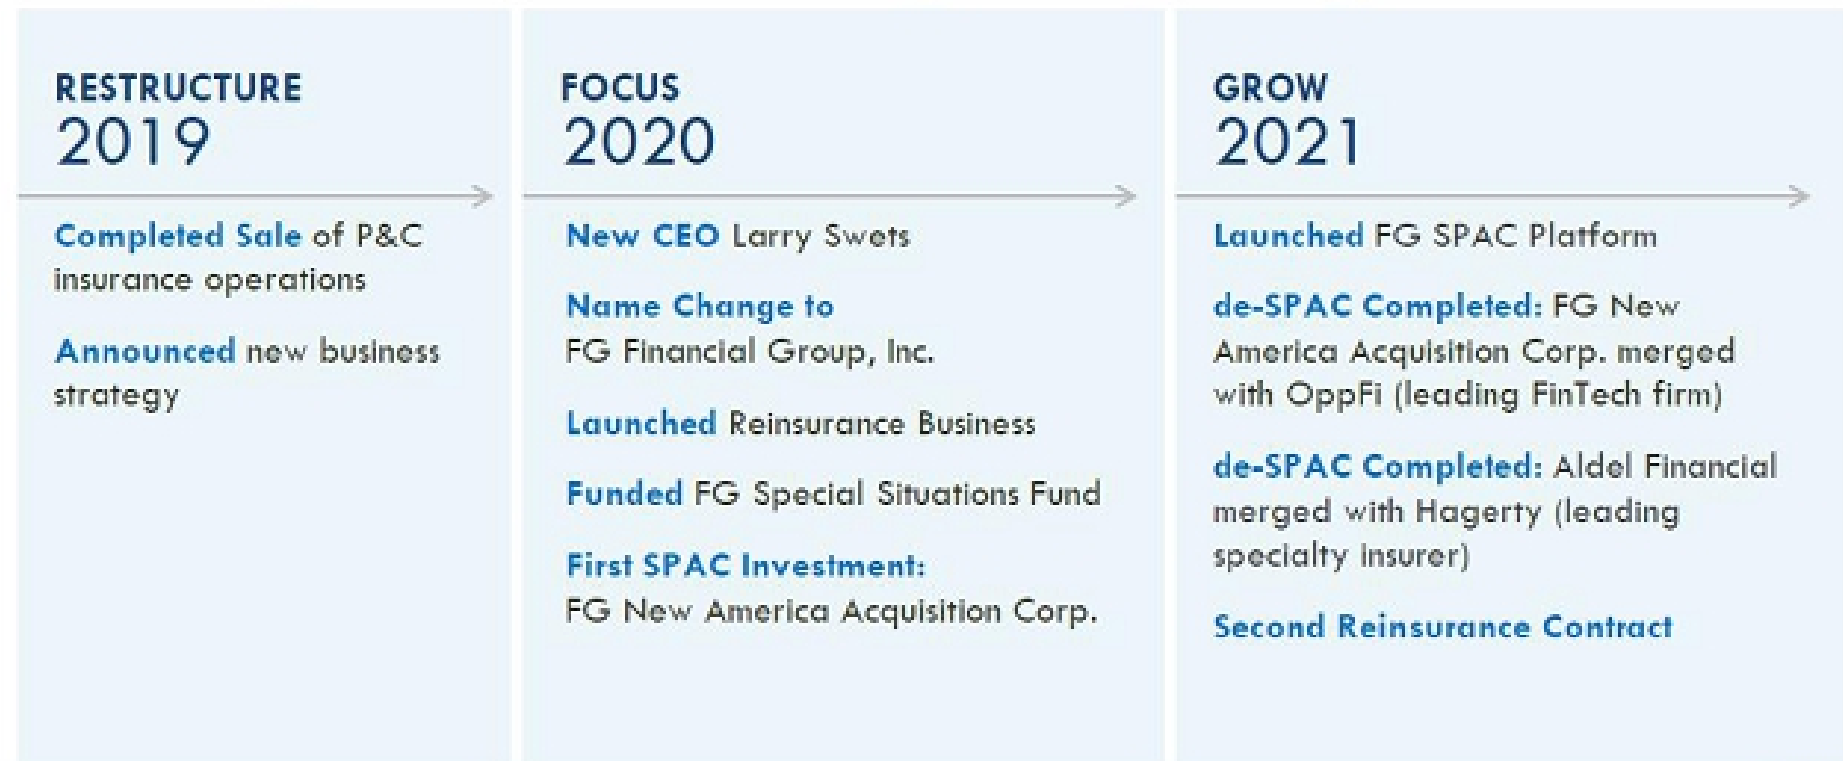 RESTRUCTURE
2019
Completed Sale of P&C
insurance operations
Announced new business
strategy
FOCUS
2020
New CEO Larry Swets
Name Change to
FG Financial Group, Inc.
Launched Reinsurance Business
Funded FG Special Situations Fund
First SPAC Investment:
FG New America Acquisition Corp.
GROW
2021
Launched FG SPAC Platform
de-SPAC Completed: FG New
America Acquisition Corp. merged
with OppFi (leading FinTech firm)
de-SPAC Completed: Aldel Financial
merged with Hagerty (leading
specialty insurer)
Second Reinsurance Contract